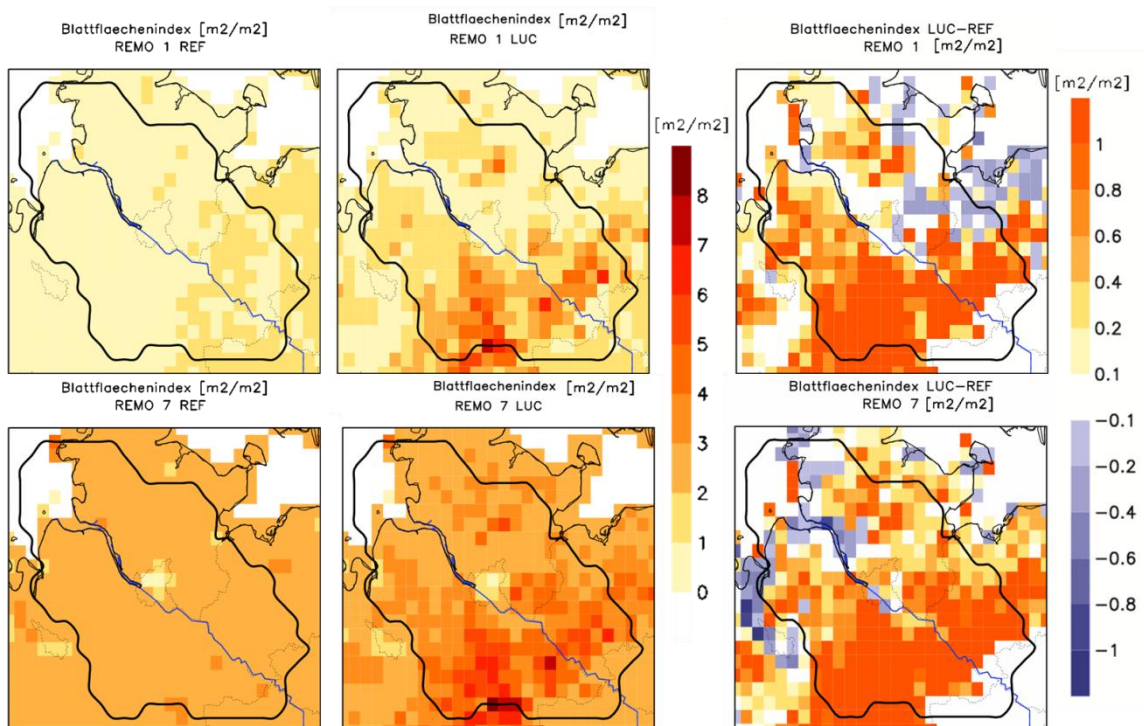 Blattflaechenindex [m2/m2]
REMO 1 REF
Blattflaechenindex [m2/m2]
REMO 1 LUC
Blattflaechenindex LUC-REF
REMO 1 [m2/m2]
[m2/m2]
8
7
6
5
4
3
2
1
0
[m2/m2]
1
0.8
0.6
0.4
0.2
0.1
-0.1
-0.2
-0.4
-0.6
-0.8
-1
Blattflaechenindex [m2/m2]
REMO 7 REF
Blattflaechenindex [m2/m2]
REMO 7 LUC
Blattflaechenindex LUC-REF
REMO 7 [m2/m2]